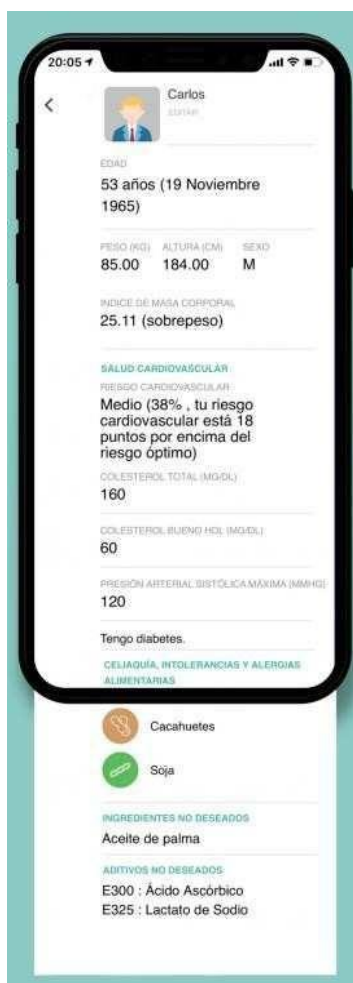 20:05
Carlos
EDITAR
EDAD
53 años (19 Noviembre
1965)
PESO (KG) ALTURA (CM) SEXO
85.00 184.00 M
INDICE DE MASA CORPORAL
25.11 (sobrepeso)
SALUD CARDIOVASCULAR
RIESGO CARDIOVASCULAR
Medio (38% , tu riesgo
cardiovascular está 18
puntos por encima del
riesgo óptimo)
COLESTEROL TOTAL (MG/DL)
160
COLESTEROL BUENO HDL (MG/DL)
60
PRESIÓN ARTERIAL SISTÓLICA MÁXIMA (MMHG)
120
Tengo diabetes.
CELIAQUÍA, INTOLERANCIAS Y ALERGIAS
ALIMENTARIAS
Cacahuetes
Soja
INGREDIENTES NO DESEADOS
Aceite de palma
ADITIVOS NO DESEADOS
E300 : Ácido Ascórbico
E325 : Lactato de Sodio